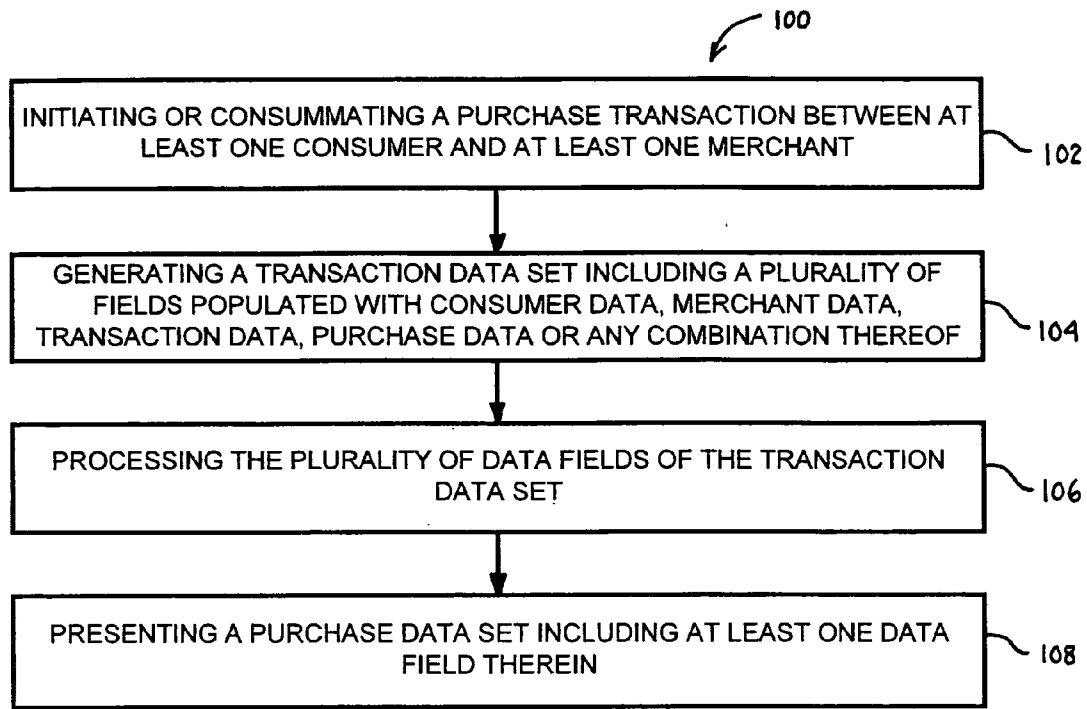 100
INITIATING OR CONSUMMATING A PURCHASE TRANSACTION BETWEEN AT
LEAST ONE CONSUMER AND AT LEAST ONE MERCHANT
102
GENERATING A TRANSACTION DATA SET INCLUDING A PLURALITY OF
FIELDS POPULATED WITH CONSUMER DATA, MERCHANT DATA,
TRANSACTION DATA, PURCHASE DATA OR ANY COMBINATION THEREOF
104
PROCESSING THE PLURALITY OF DATA FIELDS OF THE TRANSACTION
DATA SET
106
PRESENTING A PURCHASE DATA SET INCLUDING AT LEAST ONE DATA
FIELD THEREIN
108